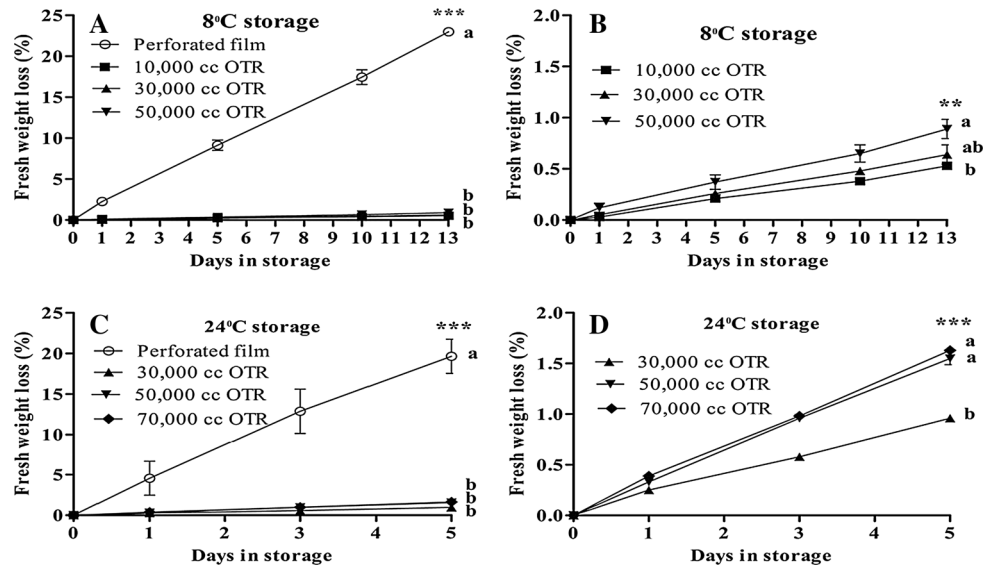 A
8⁰C storage
***
a
Perforated film
10,000 cc OTR
30,000 cc OTR
50,000 cc OTR
Fresh weight loss (%)
25
20
15
10
5
0
b
b
b
0 1 2 3 4 5 6 7 8 9 10 11 12 13
Days in storage
B
8⁰C storage
10,000 cc OTR
30,000 cc OTR
50,000 cc OTR
**
a
ab
b
Fresh weight loss (%)
2.0
1.5
1.0
0.5
0.0
0 1 2 3 4 5 6 7 8 9 10 11 12 13
Days in storage
C
24⁰C storage
***
a
Perforated film
30,000 cc OTR
50,000 cc OTR
70,000 cc OTR
Fresh weight loss (%)
25
20
15
10
5
0
b
b
b
0 1 2 3 4 5
Days in storage
D
24⁰C storage
***
a
a
b
30,000 cc OTR
50,000 cc OTR
70,000 cc OTR
Fresh weight loss (%)
2.0
1.5
1.0
0.5
0.0
0 1 2 3 4 5
Days in storage